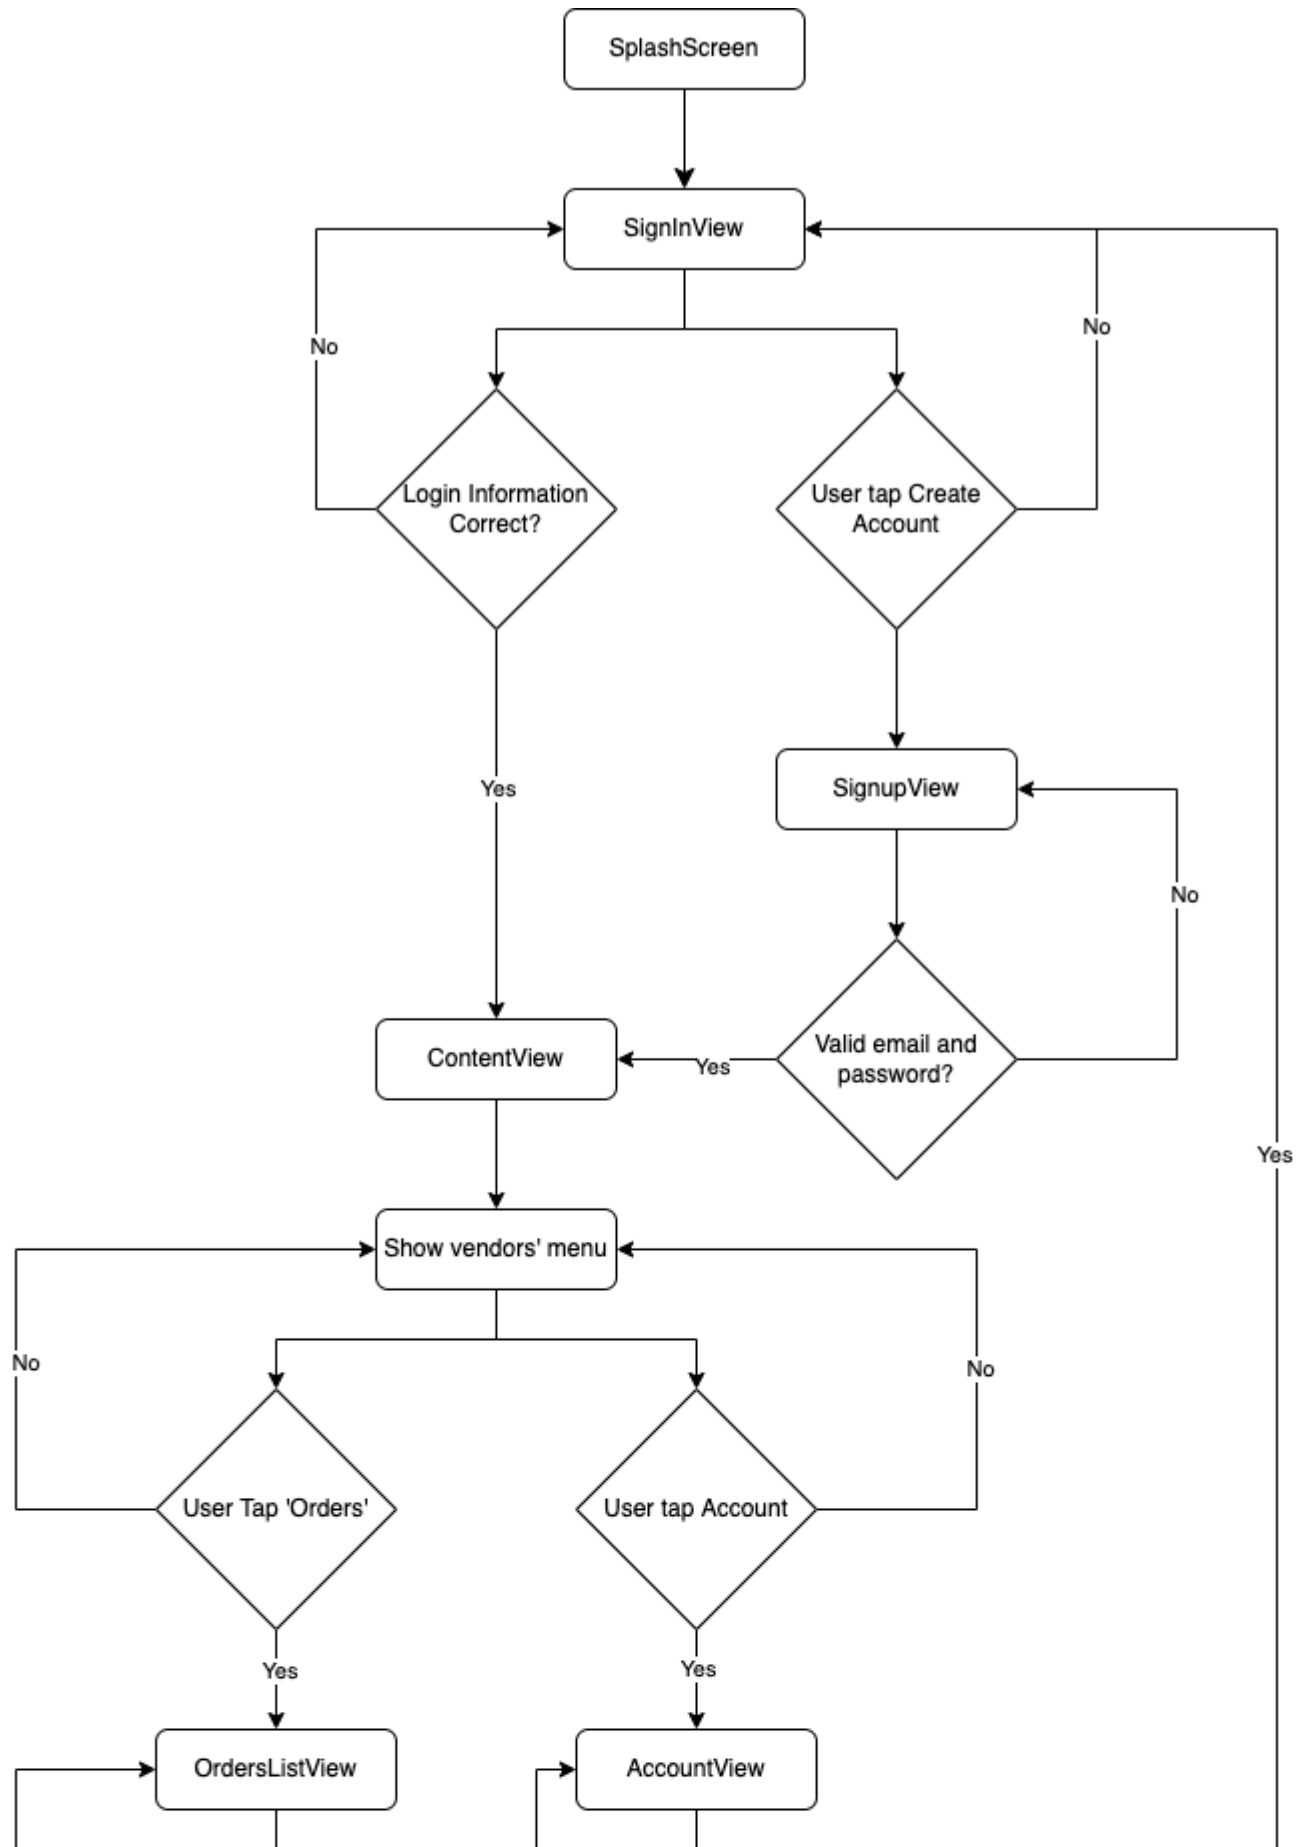 SplashScreen
SignInView
No
No
Login Information
Correct?
User tap Create
Account
Yes
SignupView
No
ContentView
Yes
Valid email and
password?
Yes
Show vendors' menu
No
No
User Tap 'Orders'
User tap Account
Yes
Yes
OrdersListView
AccountView